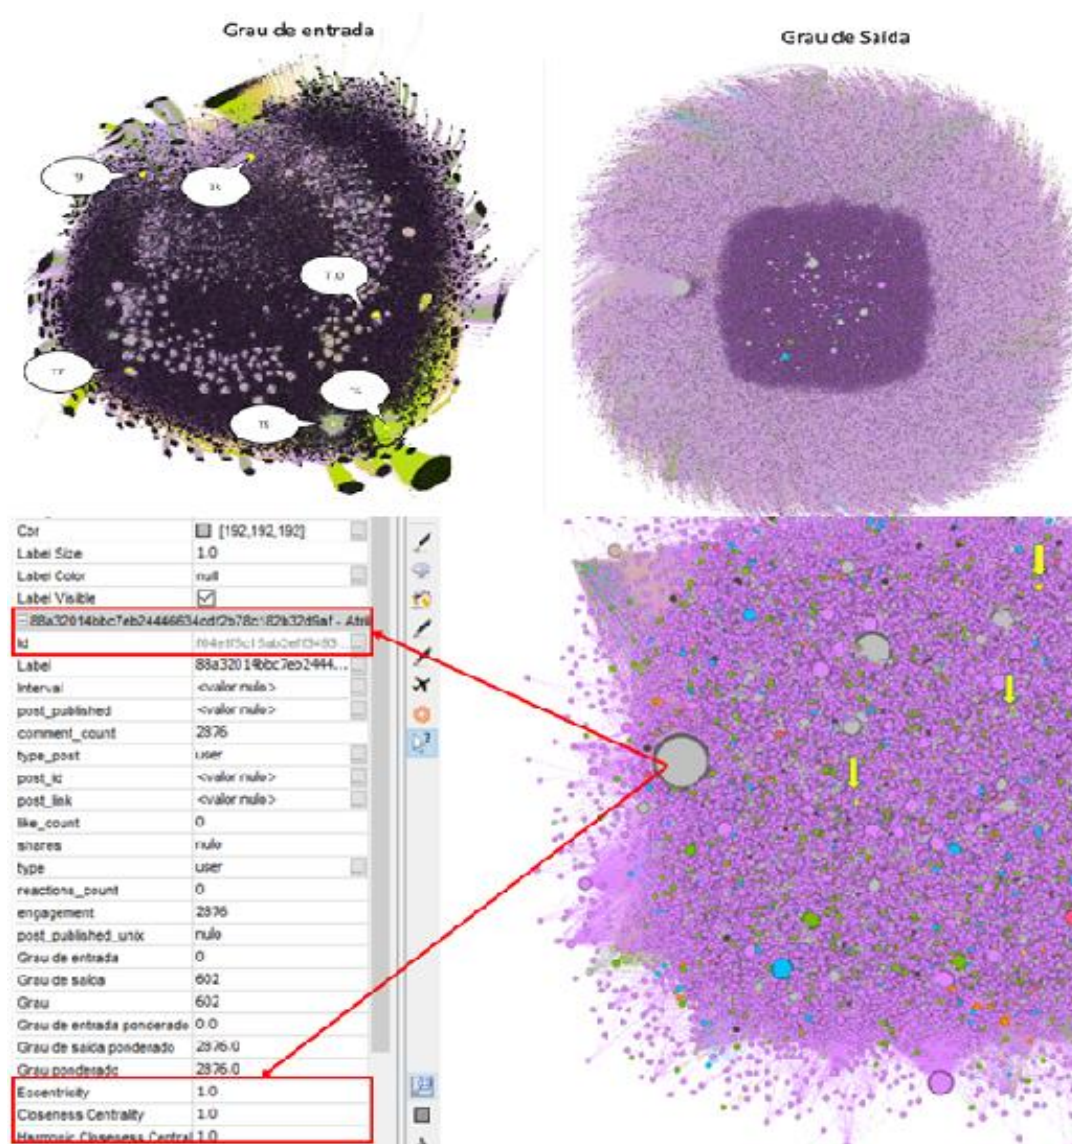 Grau de entrada
Grau de Saída
Cor [192,192,192]
Label Size 1.0
Label Color null
Label Visible
Id
Label 88a32014bbc7eb2444...
Interval <valor nulo>
post_published <valor nulo>
comment_count 2876
type_post user
post_id <valor nulo>
post_link <valor nulo>
like_count 0
shares nulo
type user
reactions_count 0
engagement 2876
post_published_unix nulo
Grau de entrada 0
Grau de saída 602
Grau 602
Grau de entrada ponderado 0.0
Grau de saída ponderado 2876.0
Grau ponderado 2876.0
Eccentricity 1.0
Closeness Centrality 1.0
Harmonic Closeness Central 1.0